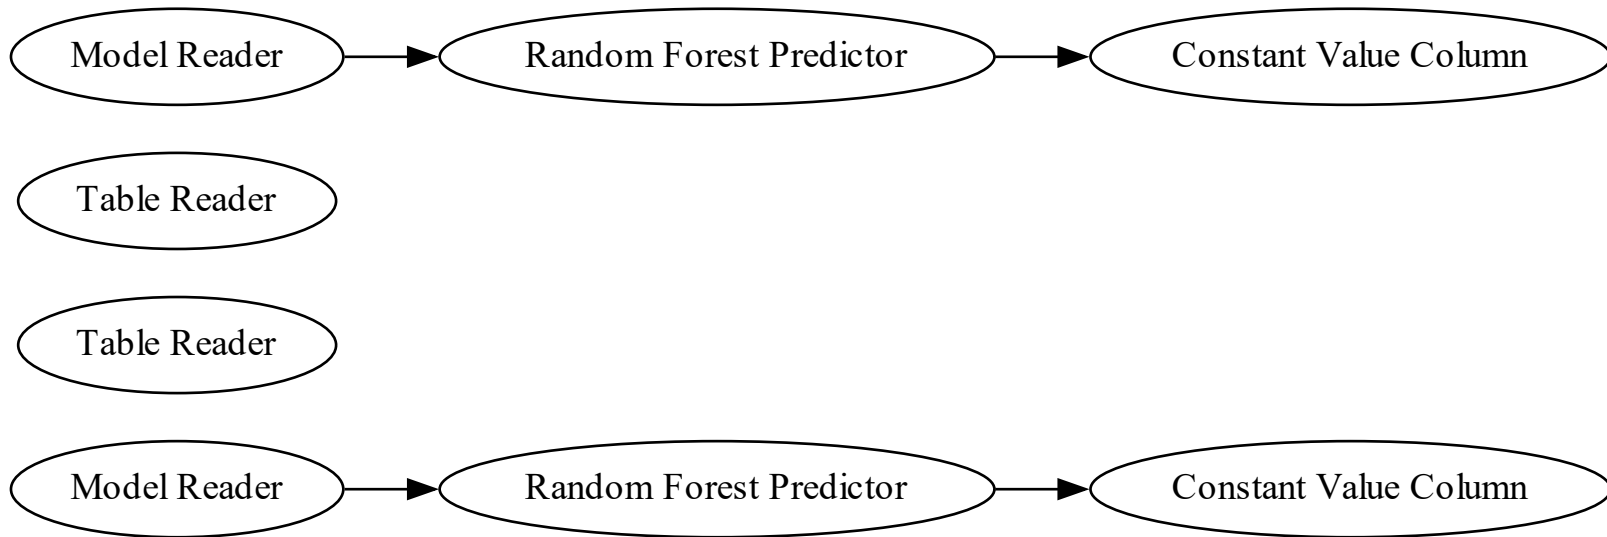 Model Reader
Random Forest Predictor
Constant Value Column
Table Reader
Table Reader
Model Reader
Random Forest Predictor
Constant Value Column